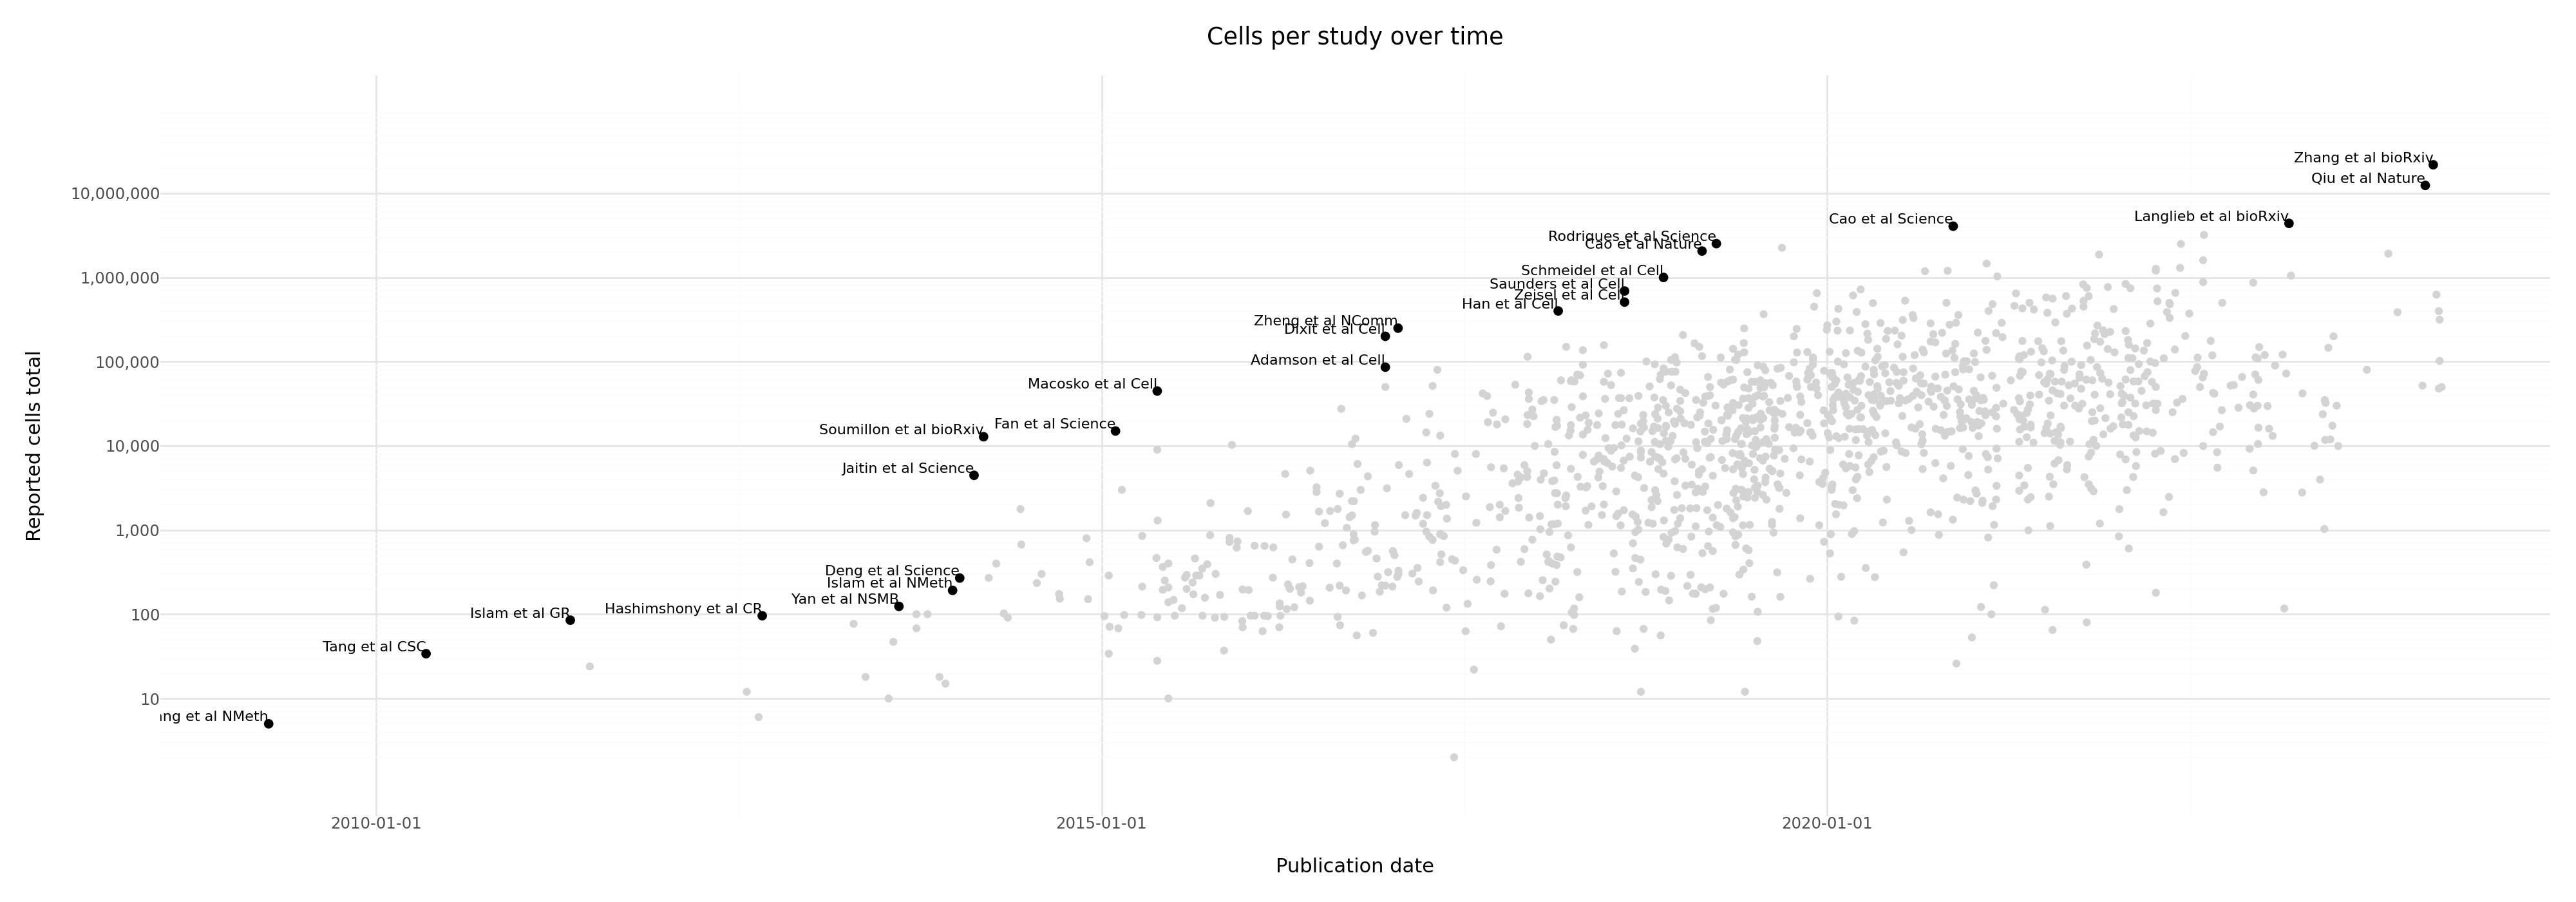 Cells per study over time
Reported cells total
10,000,000
1,000,000
100,000
10,000
1,000
100
10
Zhang et al bioRxiv
Qiu et al Nature
Langlieb et al bioRxiv
Cao et al Science
Rodriques et al Science
Cao et al Nature
Schmeidel et al Cell
Saunders et al Cell
Zeisel et al Cell
Han et al Cell
Zheng et al NComm
Dixit et al Cell
Adamson et al Cell
Macosko et al Cell
Fan et al Science
Soumillon et al bioRxiv
Jaitin et al Science
Deng et al Science
Islam et al NMeth
Yan et al NSMB
Hashimshony et al CR
Islam et al GR
Tang et al CSC
ang et al NMeth
2010-01-01
2015-01-01
2020-01-01
Publication date